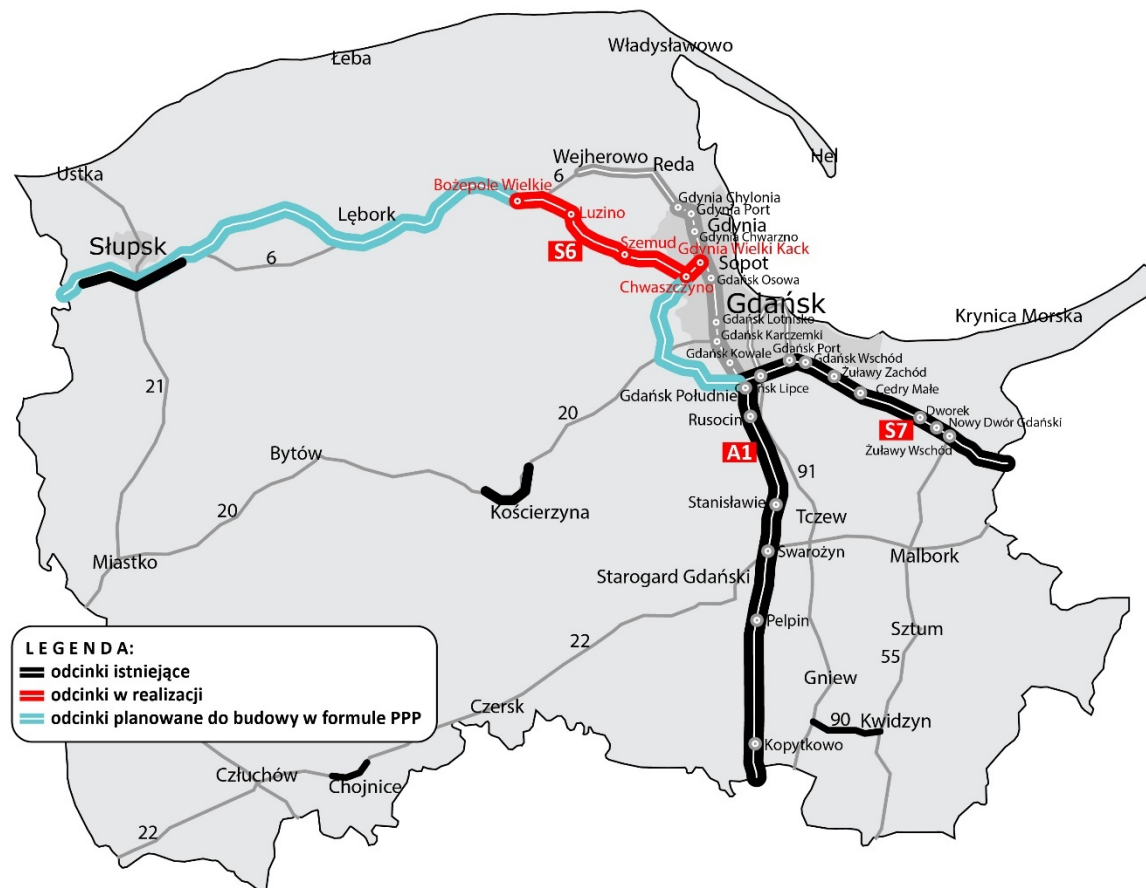 Władysławowo
Łeba
Hel
Ustka
Wejherowo
Reda
6
Bożepole Wielkie
Gdynia Chylonia
Gdynia Port
Luzino
Lębork
Gdynia
Gdynia Chwarzno
Słupsk
S6
Szemud
Gdynia Wielki Kack
6
Sopot
Chwaszczyno
Gdańsk Osowa
Gdańsk
Krynica Morska
Gdańsk Lotnisko
Gdańsk Karczemki
Gdańsk Port
Gdańsk Kowale
Gdańsk Wschód
Żuławy Zachód
21
Gdańsk Południe
ńsk Lipce
Cedry Małe
Rusocin
20
Dworek
S7
Nowy Dwór Gdański
Żuławy Wschód
A1
Bytów
91
Kościerzyna
Stanisławie
20
Tczew
Miastko
Swarożyn
Malbork
Starogard Gdański
Pelpin
22
Sztum
LEGENDA:
odcinki istniejące
odcinki w realizacji
odcinki planowane do budowy w formule PPP
55
Gniew
Czersk
90
Kwidzyn
Kopytkowo
Człuchów
Chojnice
22